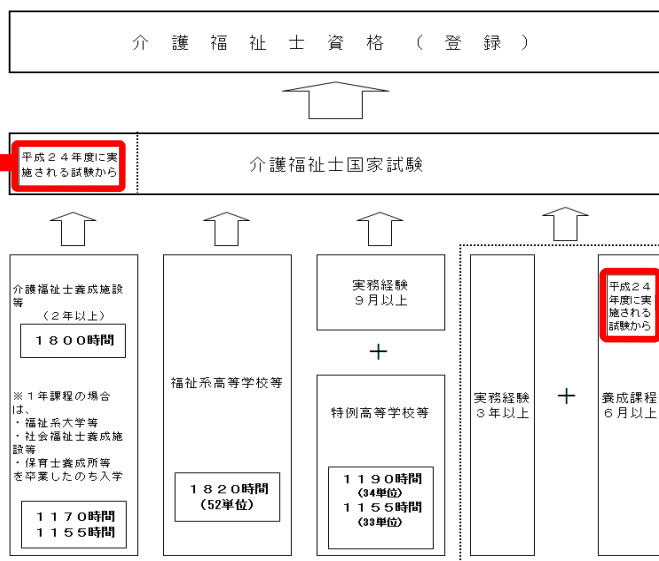 介護福祉士資格(登録)
平成24年度に実
施される試験から
介護福祉士国家試験
介護福祉士養成施設
等
(2年以上)
1800時間
※1年課程の場合
は、
・福祉系大学等
・社会福祉士養成施
設等
・保育士養成所等
を卒業したのち入学
1170時間
1155時間
福祉系高等学校等
1820時間
(52単位)
実務経験
9月以上
+
特例高等学校等
1190時間
(34単位)
1155時間
(33単位)
実務経験
3年以上
+
平成24
年度に実
施される
試験から
養成課程
6月以上